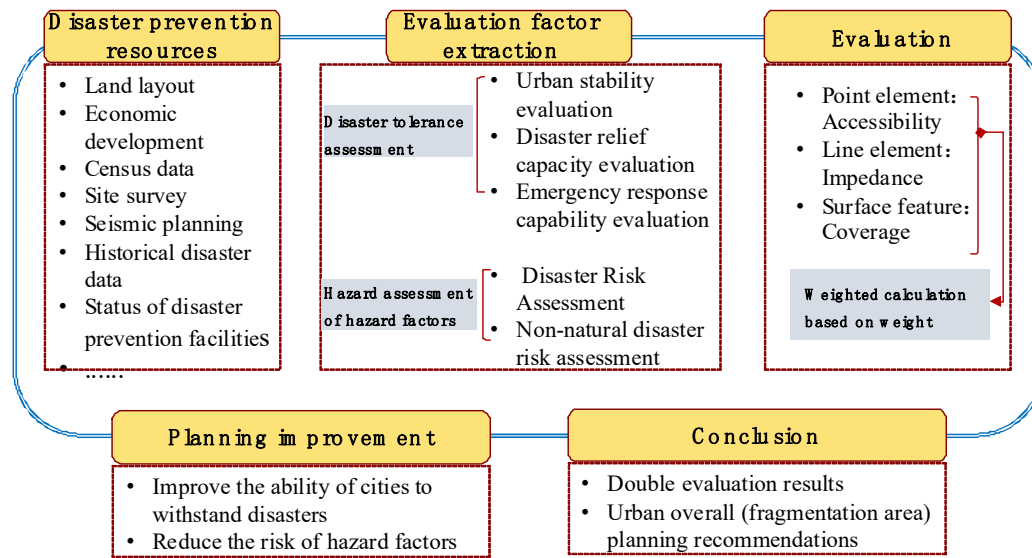 Disaster prevention
resources
Land layout
Economic
development
Census data
Site survey
Seismic planning
Historical disaster
data
Status of disaster
prevention facilities
……
Evaluation factor
extraction
Disaster tolerance
assessment
Urban stability
evaluation
Disaster relief
capacity evaluation
Emergency response
capability evaluation
Hazard assessment
of hazard factors
Disaster Risk
Assessment
Non-natural disaster
risk assessment
Evaluation
Point element：
Accessibility
Line element：
Impedance
Surface feature：
Coverage
Weighted calculation
based on weight
Planning improvement
Improve the ability of cities to
withstand disasters
Reduce the risk of hazard factors
Conclusion
Double evaluation results
Urban overall (fragmentation area)
planning recommendations